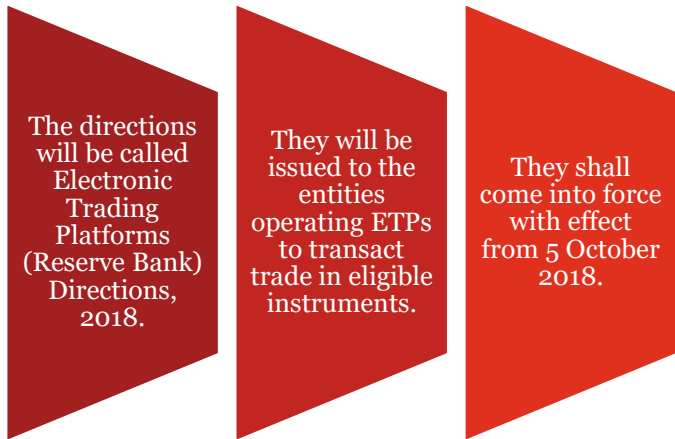 The directions
will be called
Electronic
Trading
Platforms
(Reserve Bank)
Directions,
2018.
They will be
issued to the
entities
operating ETPs
to transact
trade in eligible
instruments.
They shall
come into force
with effect
from 5 October
2018.